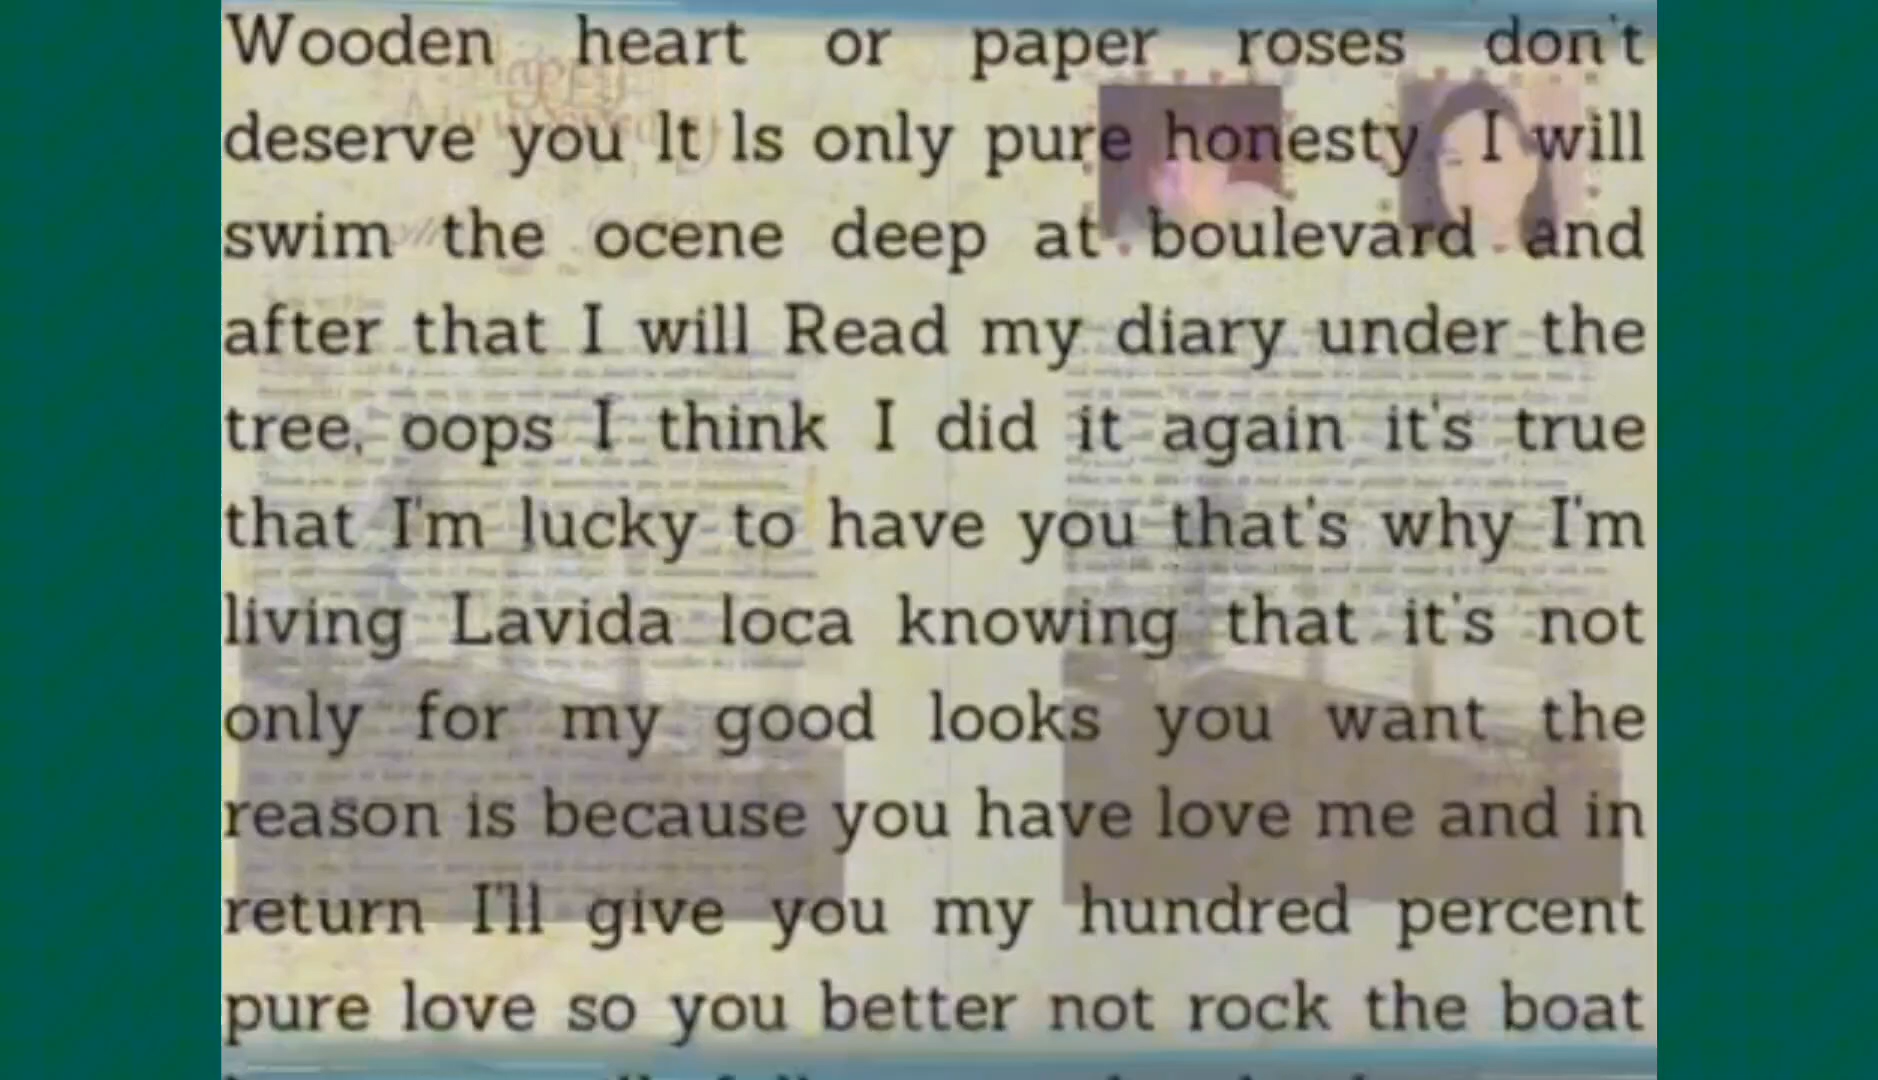 Wooden heart or paper roses don't
deserve you lt ls only pure honesty I will
swim the ocene deep at boulevard and
after that I will Read my diary under the
tree, oops I think I did it again it's true
that I'm lucky to have you that's why I'm
living Lavida loca knowing that it's not
only for my good looks you want the
reason is because you have love me and in
return I'll give you my hundred percent
pure love so you better not rock the boat